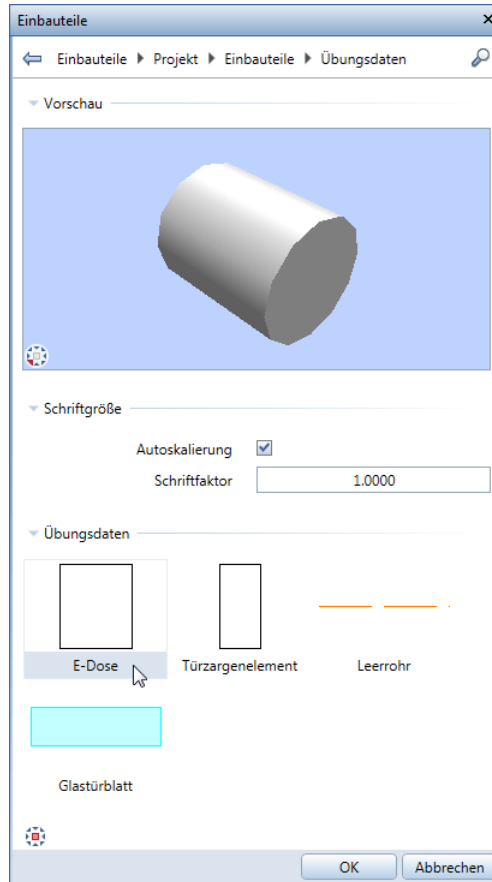 Einbauteile
Einbauteile Projekt Einbauteile Übungsdaten
Vorschau
Schriftgröße
Autoskalierung
Schriftfaktor 1.0000
Übungsdaten
E-Dose Türzargenelement Leerrohr
Glastürblatt
OK Abbrechen